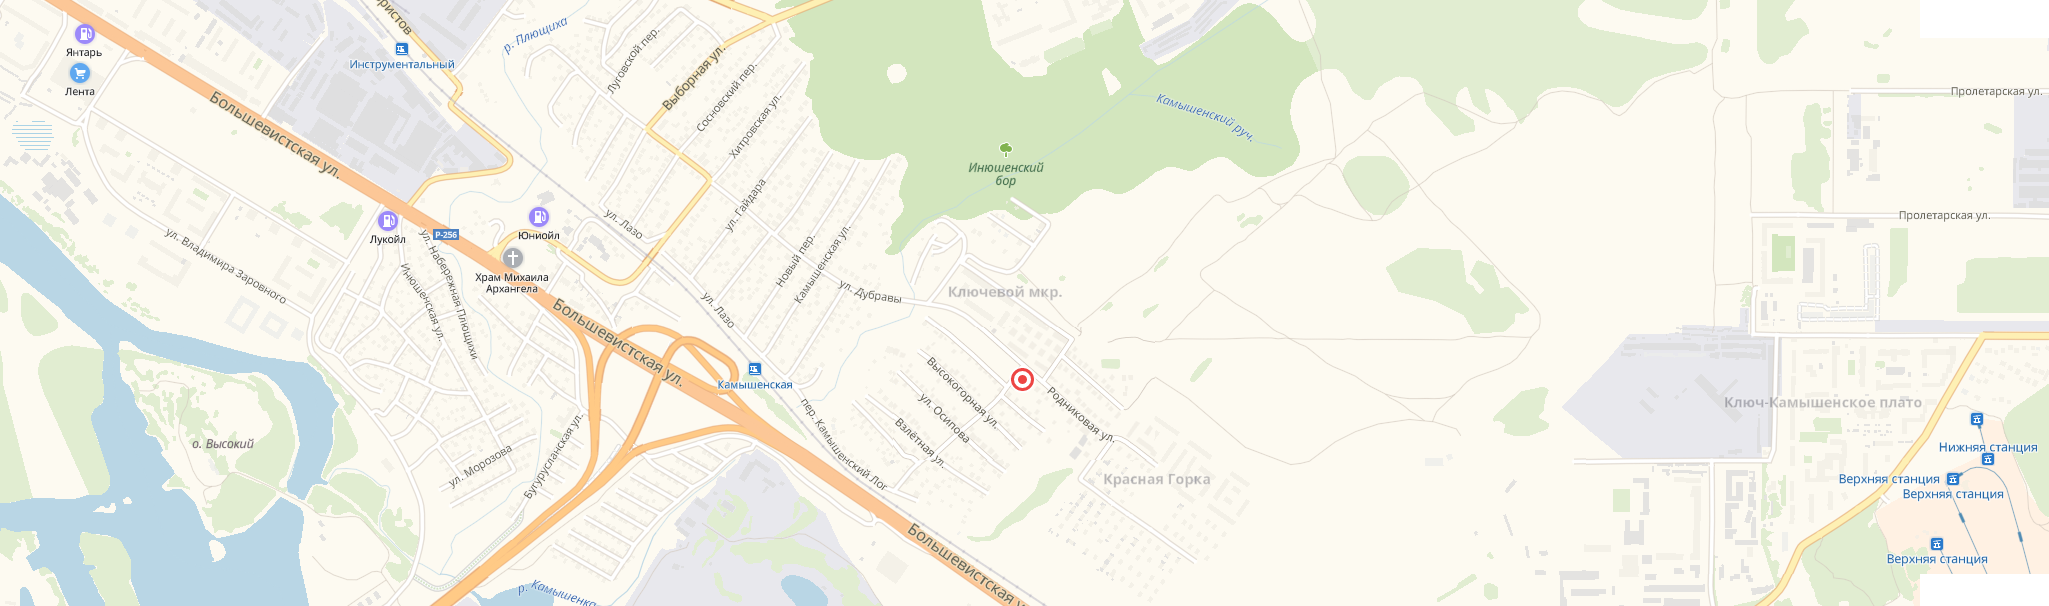 ристов
р. Плющиха
Янтарь
Лента
Инструментальный
Луговской пер.
Выборная ул.
Сосновский пер.
Хитровская ул.
Большевистская ул.
Камышенский руч.
Пролетарская ул.
Инюшенский
бор
ул. Гайдара
ул. Лазо
Юниойл
Лукойл
Р-256
ул. Владимира Заровного
ул. Набережная Плющихи
Инюшенская ул.
Храм Михаила
Архангела
Новый пер.
Камышенская ул.
Пролетарская ул.
ул. Дубравы
Ключевой мкр.
ул. Лазо
Большевистская ул.
Камышенская
Высокогорная ул.
ул. Осипова
Взлётная ул.
Родниковая ул.
пер. Камышенский Лог
Ключ-Камышенское плато
о. Высокий
ул. Морозова
Бугурусланская ул.
Красная Горка
Нижняя станция
Верхняя станция
Верхняя станция
Большевистская у
Верхняя станция
р. Камышенка